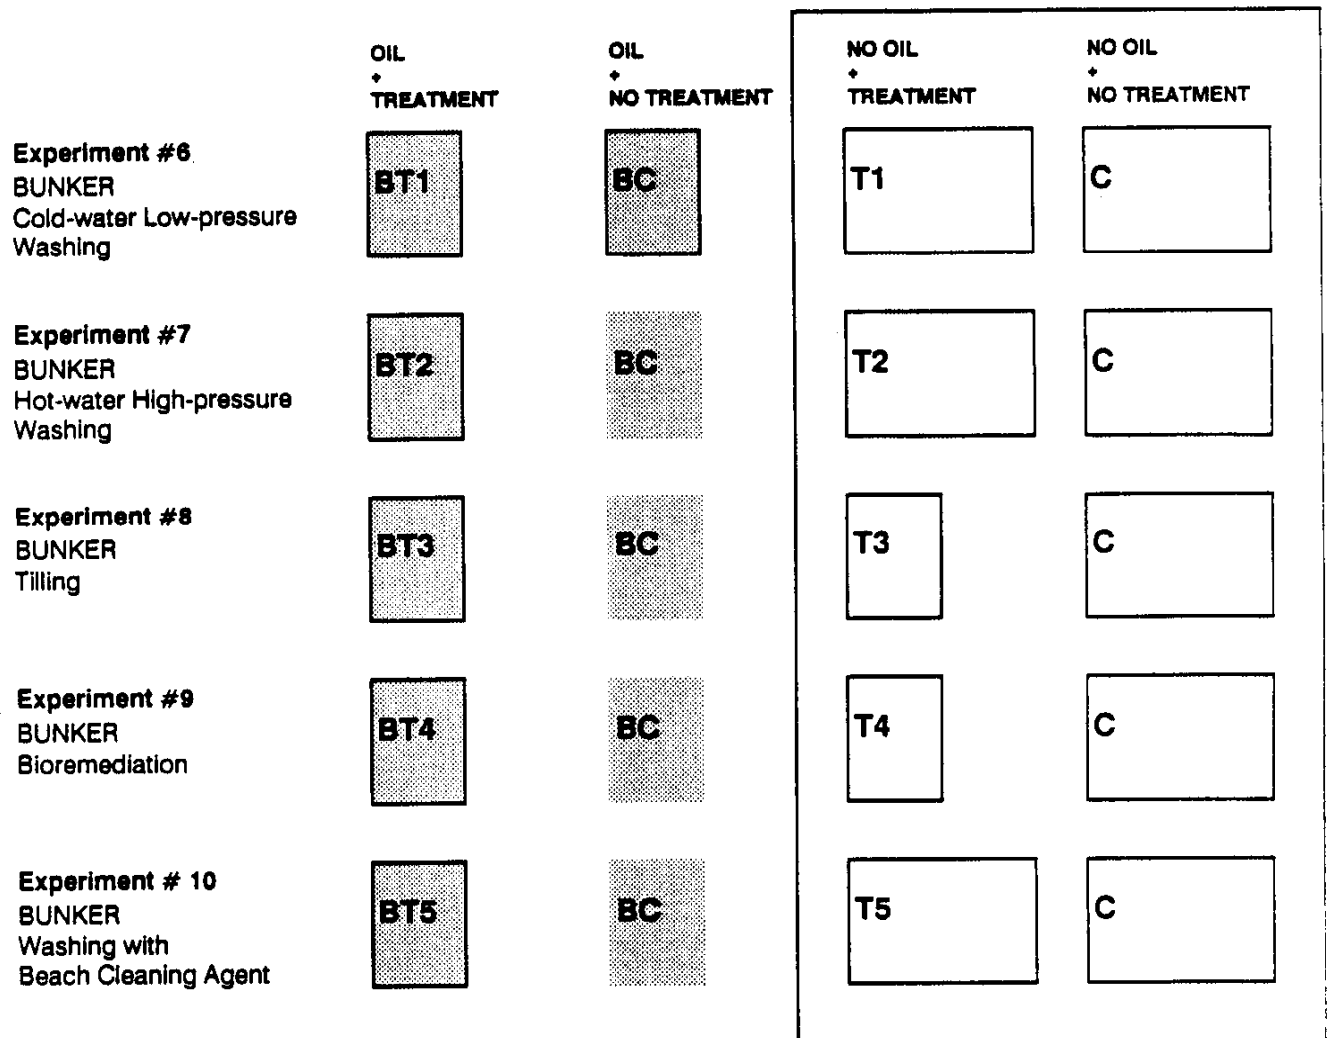 OIL
+
TREATMENT
OIL
+
NO TREATMENT
NO OIL
+
TREATMENT
NO OIL
+
NO TREATMENT
Experiment #6
BUNKER
Cold-water Low-pressure
Washing
BT1
BC
T1
C
Experiment #7
BUNKER
Hot-water High-pressure
Washing
BT2
BC
T2
C
Experiment #8
BUNKER
Tilling
BT3
BC
T3
C
Experiment #9
BUNKER
Bioremediation
BT4
BC
T4
C
Experiment # 10
BUNKER
Washing with
Beach Cleaning Agent
BT5
BC
T5
C